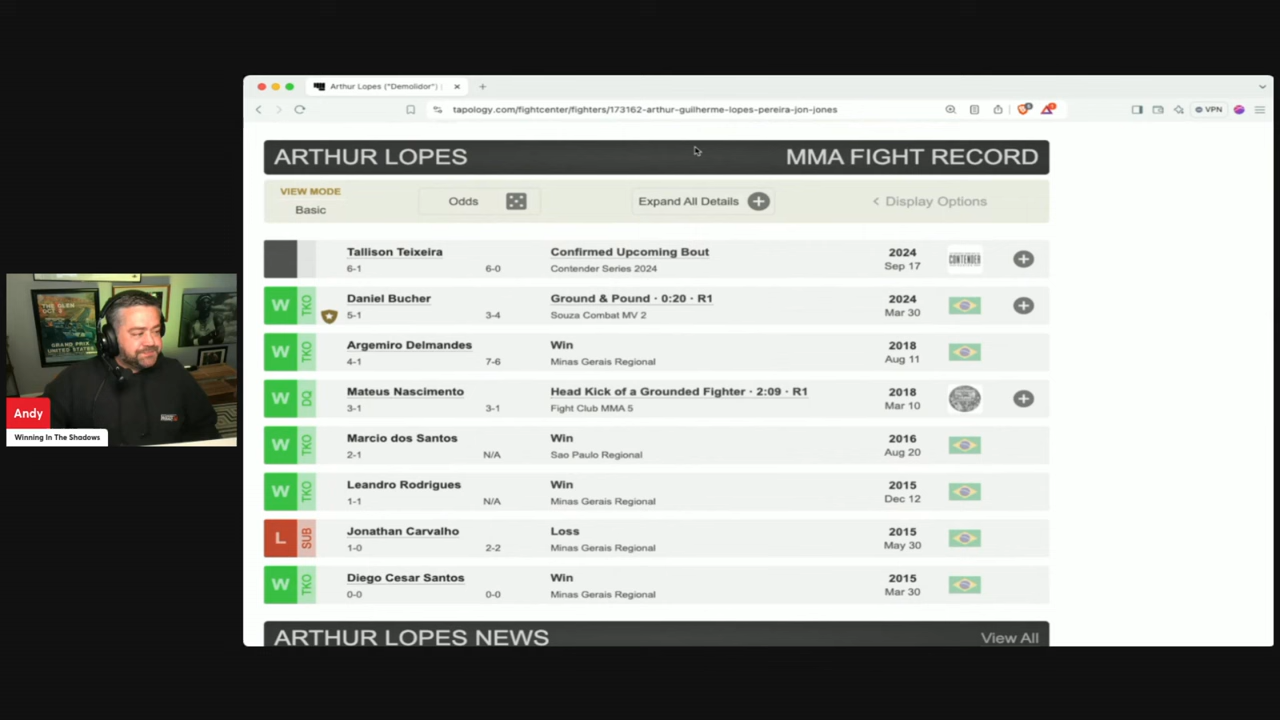 Arthur Lopes ("Demolidor") |
tapology.com/fightcenter/fighters/173162-arthur-guilherme-lopes-pereira-jon-jones
VPN
ARTHUR LOPES MMA FIGHT RECORD
VIEW MODE
Basic
Odds
Expand All Details
Display Options
Tallison Teixeira Confirmed Upcoming Bout 2024
6-1 6-0 Contender Series 2024 Sep 17
CONTENDER
W TKO Daniel Bucher Ground & Pound · 0:20 · R1 2024
5-1 3-4 Souza Combat MV 2 Mar 30
W TKO Argemiro Delmandes Win 2018
4-1 7-6 Minas Gerais Regional Aug 11
W DQ Mateus Nascimento Head Kick of a Grounded Fighter · 2:09 · R1 2018
3-1 3-1 Fight Club MMA 5 Mar 10
W TKO Marcio dos Santos Win 2016
2-1 N/A Sao Paulo Regional Aug 20
W TKO Leandro Rodrigues Win 2015
1-1 N/A Minas Gerais Regional Dec 12
L SUB Jonathan Carvalho Loss 2015
1-0 2-2 Minas Gerais Regional May 30
W TKO Diego Cesar Santos Win 2015
0-0 0-0 Minas Gerais Regional Mar 30
ARTHUR LOPES NEWS View All
THE GLEN
OCT
GRAND PRIX
UNITED STATES
Andy
Winning In The Shadows